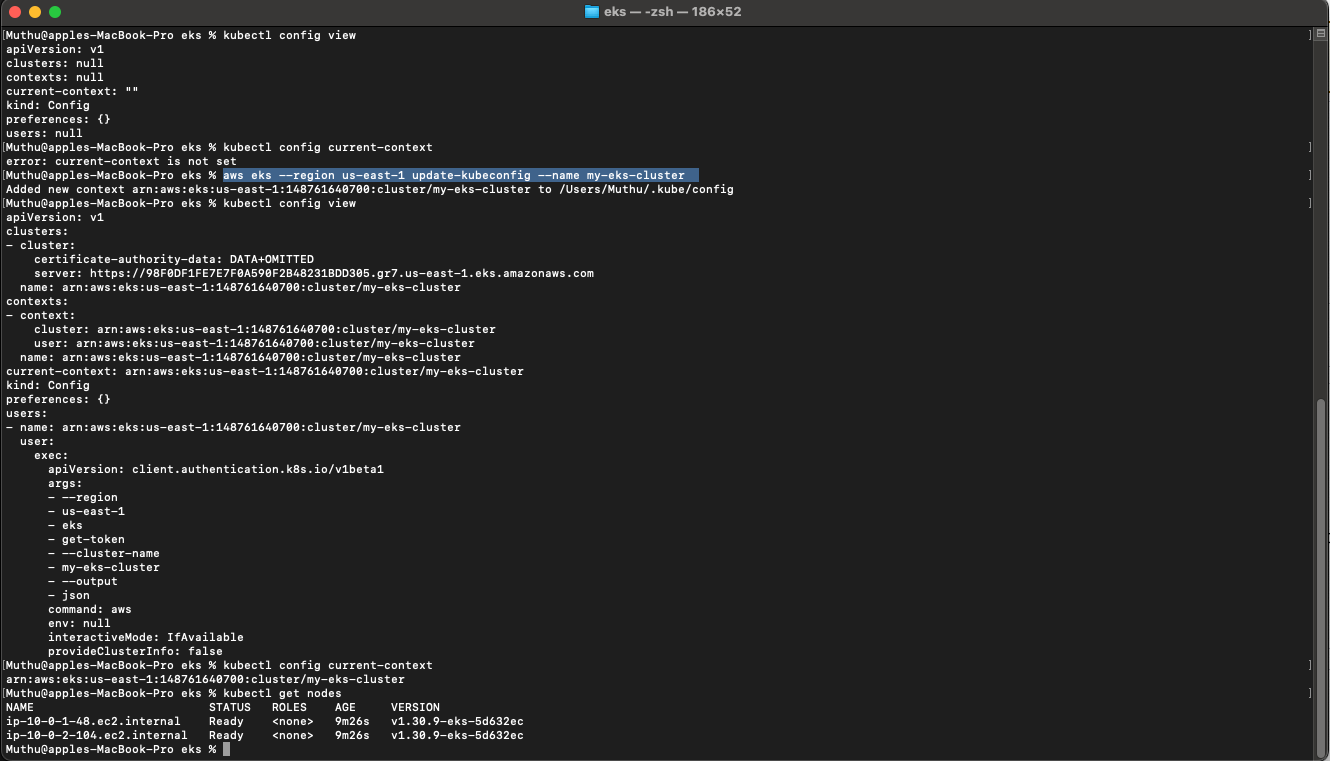 eks — -zsh — 186×52
[Muthu@apples-MacBook-Pro eks % kubectl config view ]
apiVersion: v1
clusters: null
contexts: null
current-context: ""
kind: Config
preferences: {}
users: null
[Muthu@apples-MacBook-Pro eks % kubectl config current-context ]
error: current-context is not set
[Muthu@apples-MacBook-Pro eks % aws eks --region us-east-1 update-kubeconfig --name my-eks-cluster ]
Added new context arn:aws:eks:us-east-1:148761640700:cluster/my-eks-cluster to /Users/Muthu/.kube/config
[Muthu@apples-MacBook-Pro eks % kubectl config view ]
apiVersion: v1
clusters:
- cluster:
    certificate-authority-data: DATA+OMITTED
    server: https://98F0DF1FE7E7F0A590F2B48231BDD305.gr7.us-east-1.eks.amazonaws.com
  name: arn:aws:eks:us-east-1:148761640700:cluster/my-eks-cluster
contexts:
- context:
    cluster: arn:aws:eks:us-east-1:148761640700:cluster/my-eks-cluster
    user: arn:aws:eks:us-east-1:148761640700:cluster/my-eks-cluster
  name: arn:aws:eks:us-east-1:148761640700:cluster/my-eks-cluster
current-context: arn:aws:eks:us-east-1:148761640700:cluster/my-eks-cluster
kind: Config
preferences: {}
users:
- name: arn:aws:eks:us-east-1:148761640700:cluster/my-eks-cluster
  user:
    exec:
      apiVersion: client.authentication.k8s.io/v1beta1
      args:
      - --region
      - us-east-1
      - eks
      - get-token
      - --cluster-name
      - my-eks-cluster
      - --output
      - json
      command: aws
      env: null
      interactiveMode: IfAvailable
      provideClusterInfo: false
[Muthu@apples-MacBook-Pro eks % kubectl config current-context ]
arn:aws:eks:us-east-1:148761640700:cluster/my-eks-cluster
[Muthu@apples-MacBook-Pro eks % kubectl get nodes ]
NAME                         STATUS   ROLES    AGE     VERSION
ip-10-0-1-48.ec2.internal    Ready    <none>   9m26s   v1.30.9-eks-5d632ec
ip-10-0-2-104.ec2.internal   Ready    <none>   9m26s   v1.30.9-eks-5d632ec
Muthu@apples-MacBook-Pro eks %